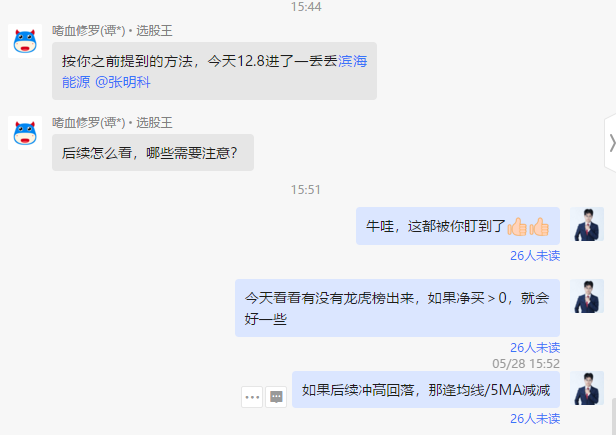 15:44
嗜血修罗(谭*) • 选股王
按你之前提到的方法，今天12.8进了一丢丢滨海
能源 @张明科
嗜血修罗(谭*) • 选股王
后续怎么看，哪些需要注意？
15:51
牛哇，这都被你盯到了👍👍
26人未读
今天看看有没有龙虎榜出来，如果净买＞0，就会
好一些
26人未读
05/28 15:52
如果后续冲高回落，那逢均线/5MA减减
26人未读